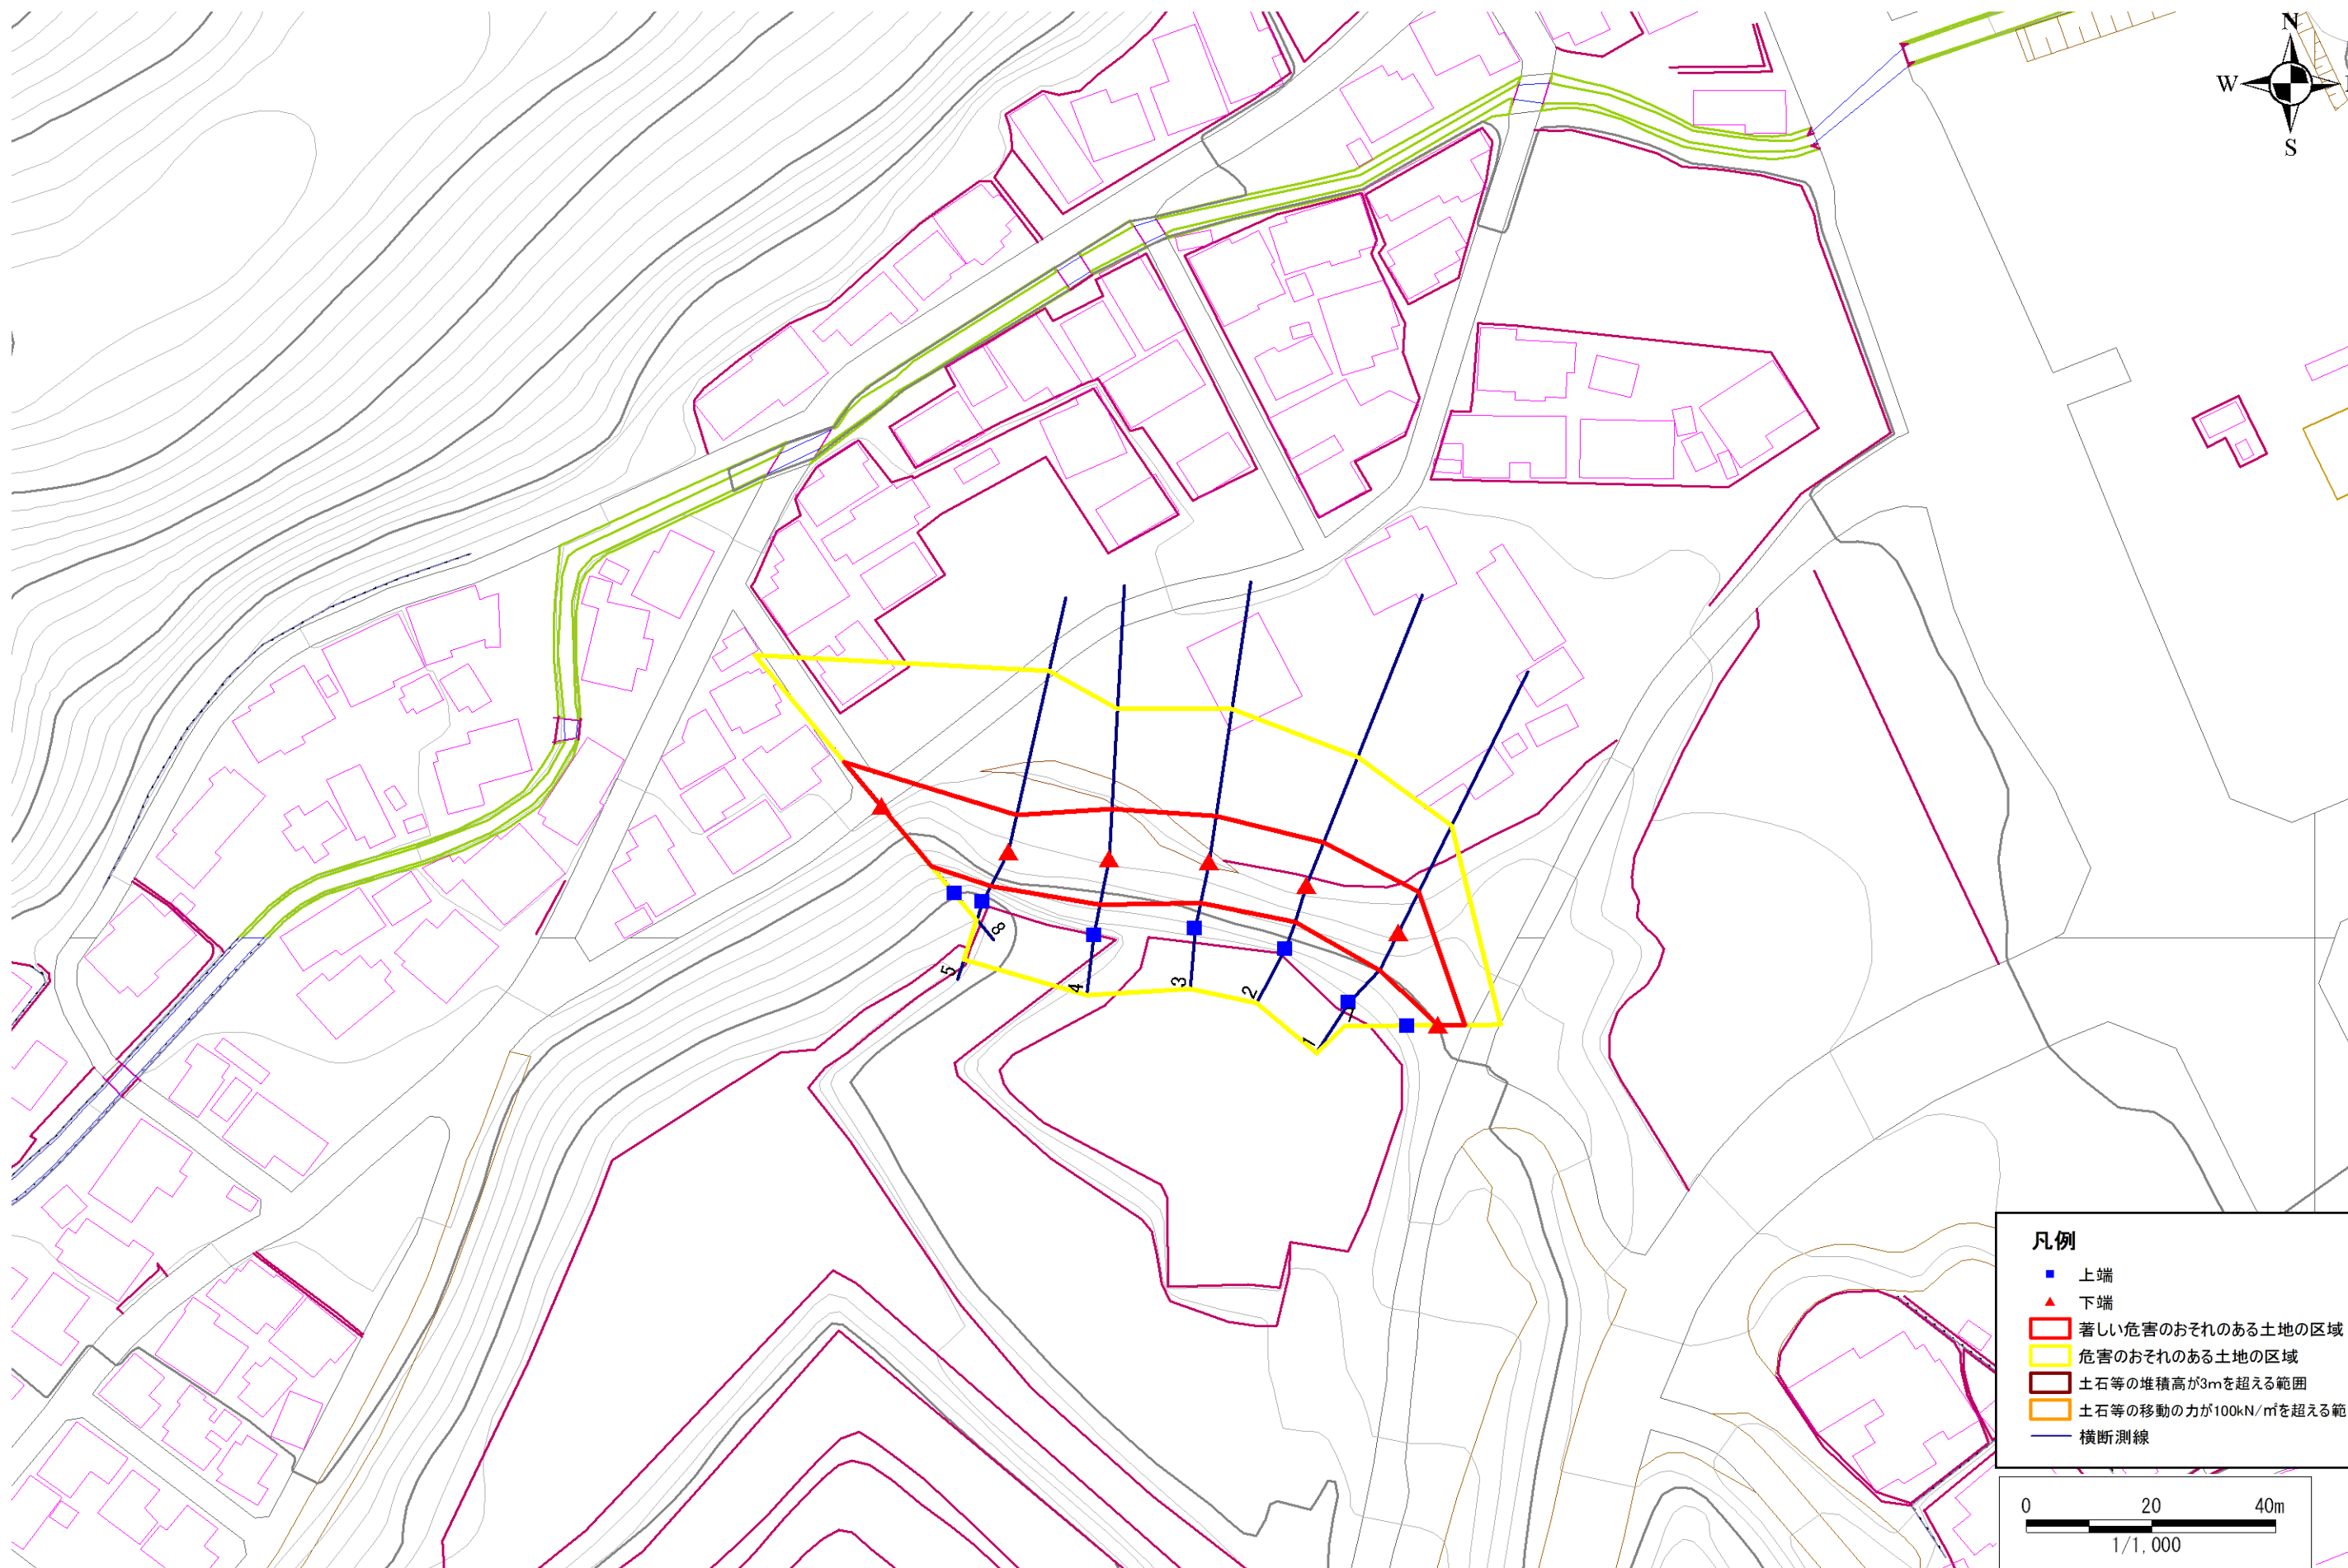 N
W
S
8
5
4
3
2
7
1
凡例
上端
下端
著しい危害のおそれのある土地の区域
危害のおそれのある土地の区域
土石等の堆積高が3mを超える範囲
土石等の移動の力が100kN/㎡を超える範
横断測線
0 20 40m
1/1,000